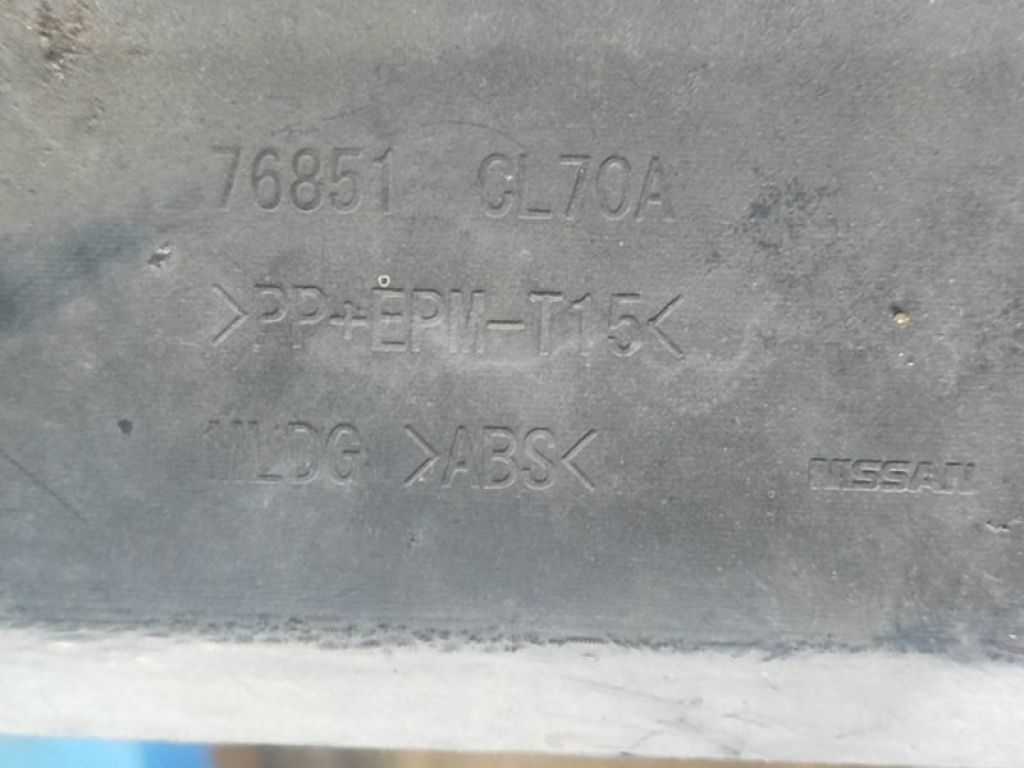 76851 CL70A
>PP+EPM-T15<
MLDG >ABS<
NISSAN